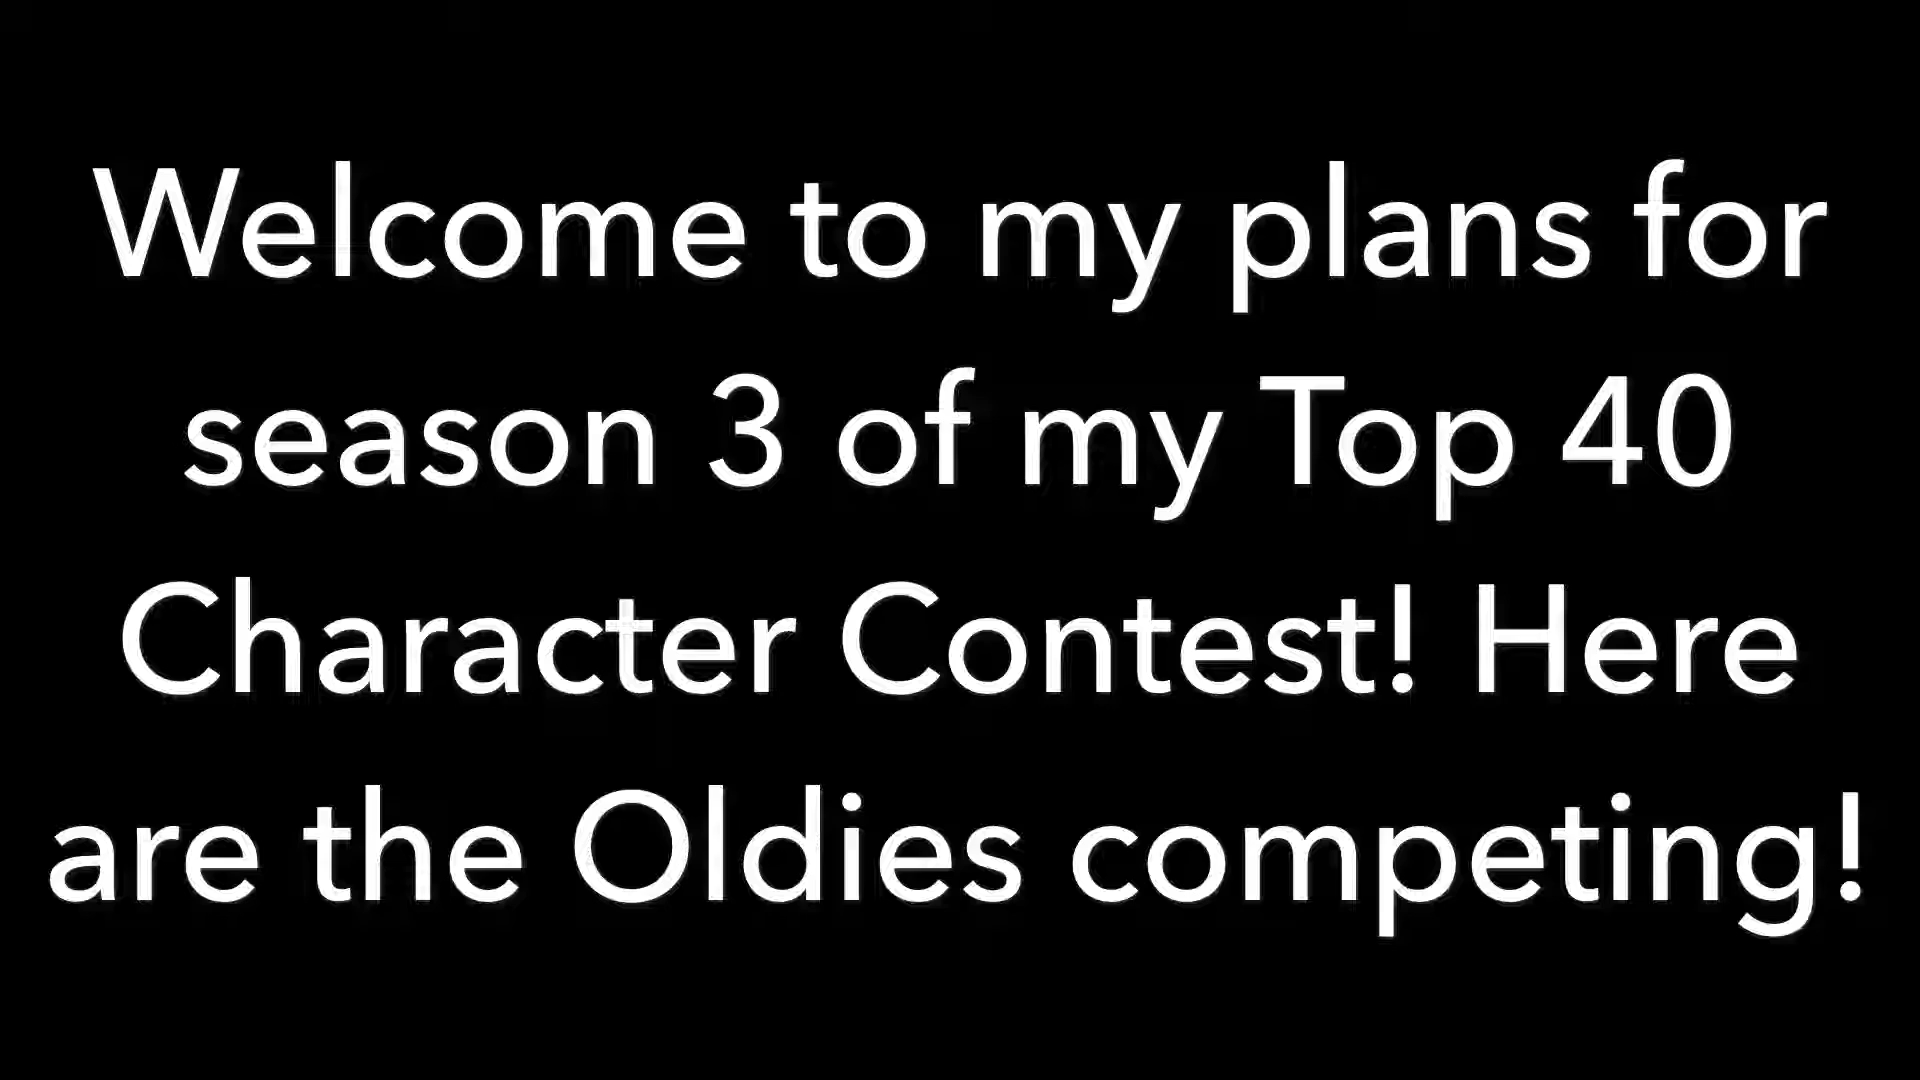 Welcome to my plans for
season 3 of my Top 40
Character Contest! Here
are the Oldies competing!